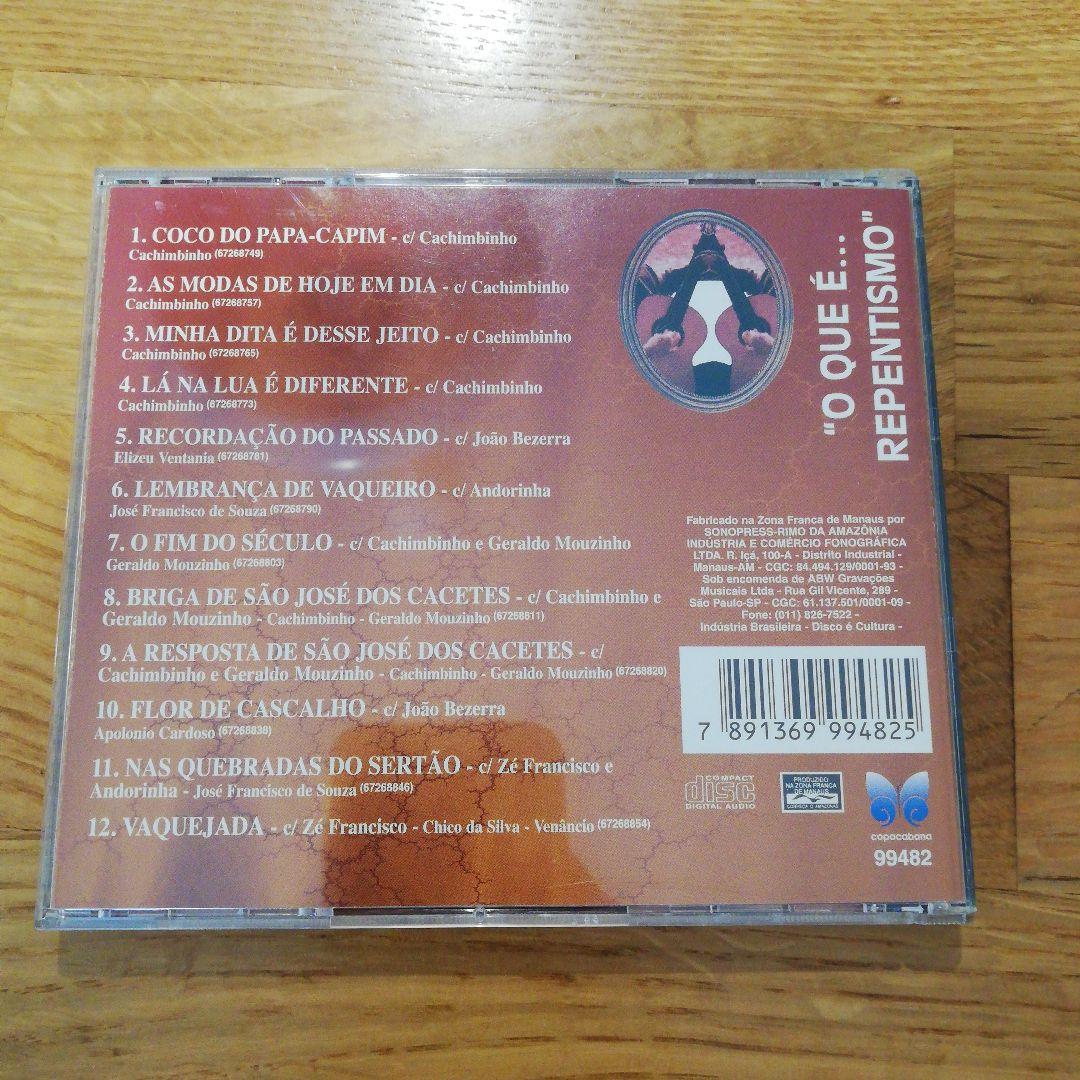 1. COCO DO PAPA-CAPIM - c/ Cachimbinho
Cachimbinho (67268749)
2. AS MODAS DE HOJE EM DIA - c/ Cachimbinho
Cachimbinho (67268757)
3. MINHA DITA É DESSE JEITO - c/ Cachimbinho
Cachimbinho (67268765)
4. LÁ NA LUA É DIFERENTE - c/ Cachimbinho
Cachimbinho (67268773)
5. RECORDAÇÃO DO PASSADO - c/ João Bezerra
Elizeu Ventania (67268781)
6. LEMBRANÇA DE VAQUEIRO - c/ Andorinha
José Francisco de Souza (67268790)
7. O FIM DO SÉCULO - c/ Cachimbinho e Geraldo Mouzinho
Geraldo Mouzinho (67268803)
8. BRIGA DE SÃO JOSÉ DOS CACETES - c/ Cachimbinho e
Geraldo Mouzinho - Cachimbinho - Geraldo Mouzinho (67268811)
9. A RESPOSTA DE SÃO JOSÉ DOS CACETES - c/
Cachimbinho e Geraldo Mouzinho - Cachimbinho - Geraldo Mouzinho (67268820)
10. FLOR DE CASCALHO - c/ João Bezerra
Apolonio Cardoso (67268838)
11. NAS QUEBRADAS DO SERTÃO - c/ Zé Francisco e
Andorinha - José Francisco de Souza (67268846)
12. VAQUEJADA - c/ Zé Francisco - Chico da Silva - Venâncio (67268854)
"O QUE É...
REPENTISMO"
Fabricado na Zona Franca de Manaus por
SONOPRESS-RIMO DA AMAZÔNIA
INDÚSTRIA E COMÉRCIO FONOGRÁFICA
LTDA. R. Içá, 100-A - Distrito Industrial -
Manaus-AM - CGC: 84.494.129/0001-93 -
Sob encomenda de ABW Gravações
Musicais Ltda - Rua Gil Vicente, 289 -
São Paulo-SP - CGC: 61.137.501/0001-09 -
Fone: (011) 826-7522 -
Indústria Brasileira - Disco é Cultura -
7 891369 994825
COMPACT
disc
DIGITAL AUDIO
PRODUZIDO
NA ZONA FRANCA
DE MANAUS
CONHEÇA O AMAZONAS
copacabana
99482